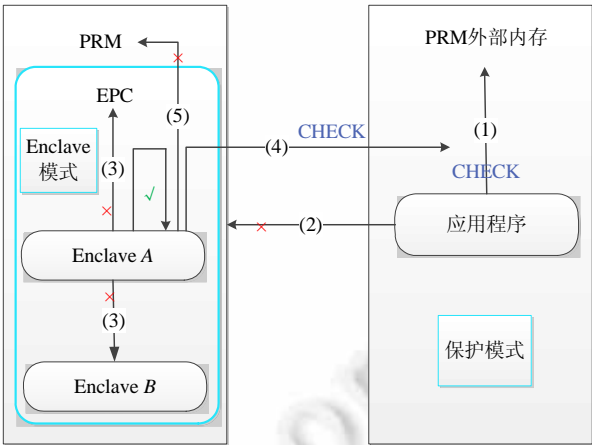 PRM
EPC
(5)
Enclave
模式
(3)
√
Enclave A
(3)
Enclave B
(4)
CHECK
(2)
PRM外部内存
(1)
CHECK
应用程序
保护模式